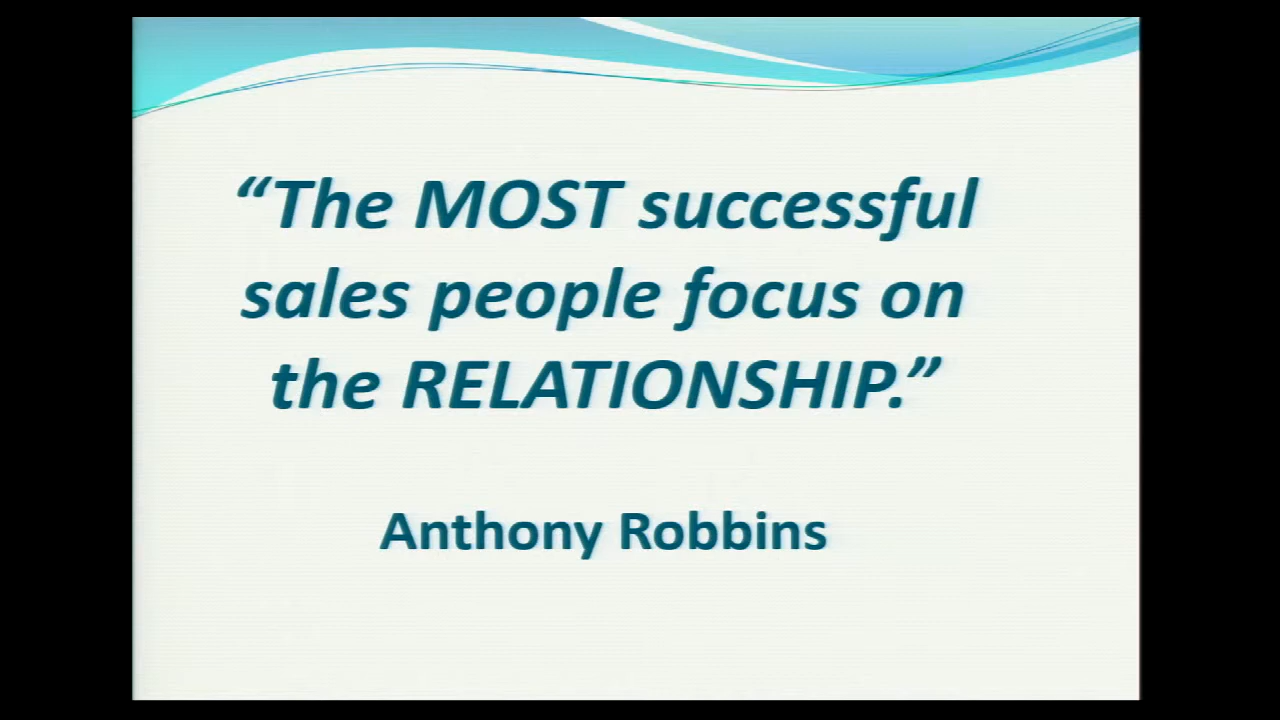 “The MOST successful
sales people focus on
the RELATIONSHIP.”
Anthony Robbins